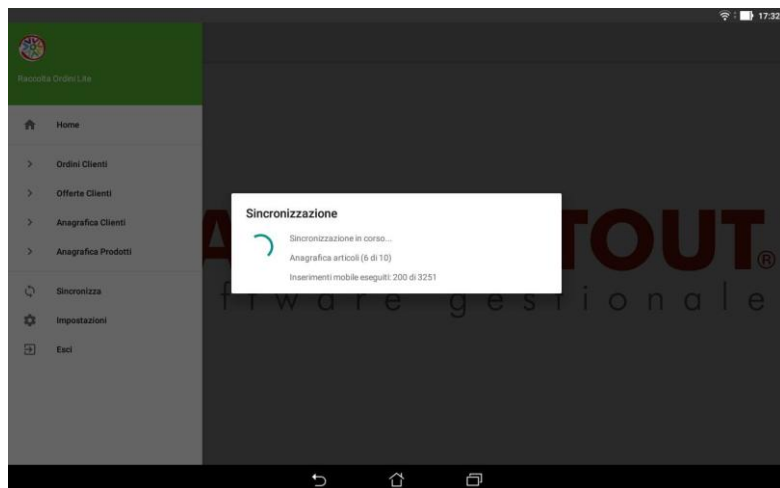 17:32
Raccolta Ordini Lite
Home
Ordini Clienti
Offerte Clienti
Anagrafica Clienti
Anagrafica Prodotti
Sincronizza
Impostazioni
Esci
Sincronizzazione
Sincronizzazione in corso...
Anagrafica articoli (6 di 10)
Inserimenti mobile eseguiti: 200 di 3251
TOUT®
ftware gestionale